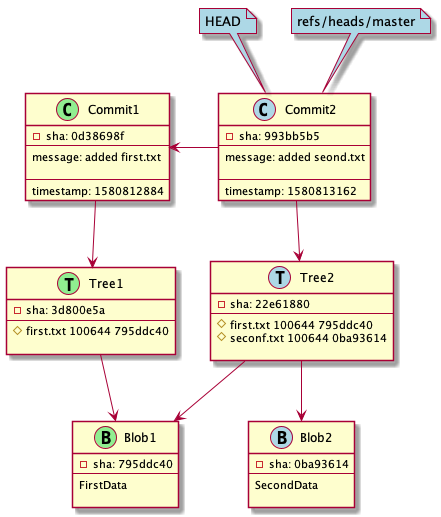 HEAD
refs/heads/master
C Commit1
sha: 0d38698f
message: added first.txt
timestamp: 1580812884
C Commit2
sha: 993bb5b5
message: added seond.txt
timestamp: 1580813162
T Tree1
sha: 3d800e5a
first.txt 100644 795ddc40
T Tree2
sha: 22e61880
first.txt 100644 795ddc40
seconf.txt 100644 0ba93614
B Blob1
sha: 795ddc40
FirstData
B Blob2
sha: 0ba93614
SecondData